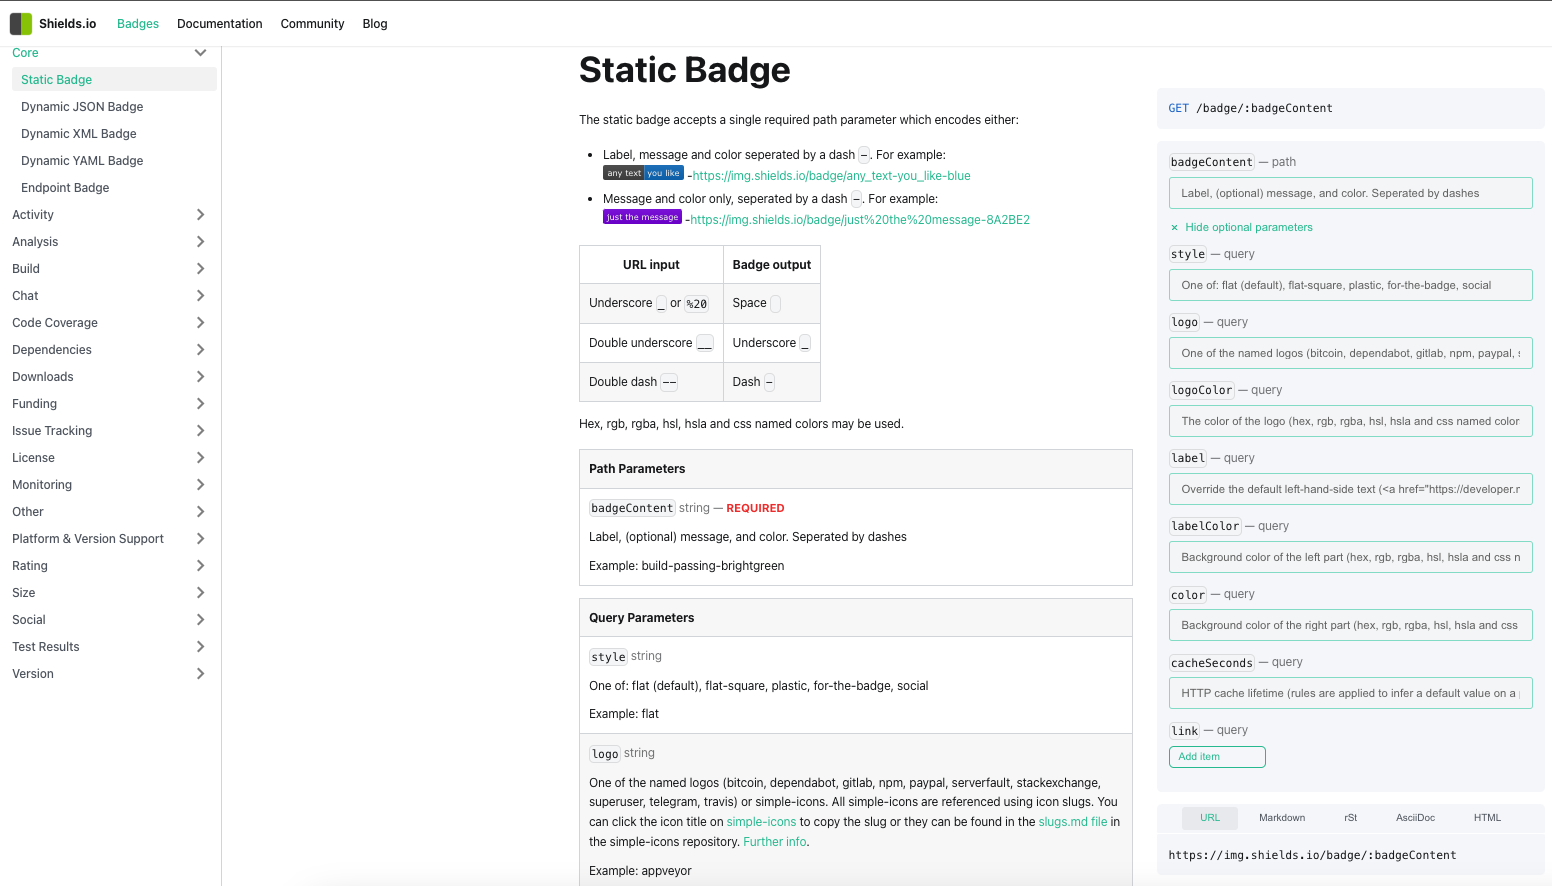 Shields.io Badges Documentation Community Blog
Core
Static Badge
Dynamic JSON Badge
Dynamic XML Badge
Dynamic YAML Badge
Endpoint Badge
Activity
Analysis
Build
Chat
Code Coverage
Dependencies
Downloads
Funding
Issue Tracking
License
Monitoring
Other
Platform & Version Support
Rating
Size
Social
Test Results
Version
Static Badge
The static badge accepts a single required path parameter which encodes either:
Label, message and color seperated by a dash -. For example:
any text you like -https://img.shields.io/badge/any_text-you_like-blue
Message and color only, seperated by a dash -. For example:
just the message -https://img.shields.io/badge/just%20the%20message-8A2BE2
URL input Badge output
Underscore _ or %20 Space
Double underscore __ Underscore _
Double dash -- Dash -
Hex, rgb, rgba, hsl, hsla and css named colors may be used.
Path Parameters
badgeContent string — REQUIRED
Label, (optional) message, and color. Seperated by dashes
Example: build-passing-brightgreen
Query Parameters
style string
One of: flat (default), flat-square, plastic, for-the-badge, social
Example: flat
logo string
One of the named logos (bitcoin, dependabot, gitlab, npm, paypal, serverfault, stackexchange,
superuser, telegram, travis) or simple-icons. All simple-icons are referenced using icon slugs. You
can click the icon title on simple-icons to copy the slug or they can be found in the slugs.md file in
the simple-icons repository. Further info.
Example: appveyor
GET /badge/:badgeContent
badgeContent — path
Label, (optional) message, and color. Seperated by dashes
× Hide optional parameters
style — query
One of: flat (default), flat-square, plastic, for-the-badge, social
logo — query
One of the named logos (bitcoin, dependabot, gitlab, npm, paypal,
logoColor — query
The color of the logo (hex, rgb, rgba, hsl, hsla and css named color
label — query
Override the default left-hand-side text (<a href="https://developer.
labelColor — query
Background color of the left part (hex, rgb, rgba, hsl, hsla and css n
color — query
Background color of the right part (hex, rgb, rgba, hsl, hsla and css
cacheSeconds — query
HTTP cache lifetime (rules are applied to infer a default value on a
link — query
Add item
URL Markdown rSt AsciiDoc HTML
https://img.shields.io/badge/:badgeContent